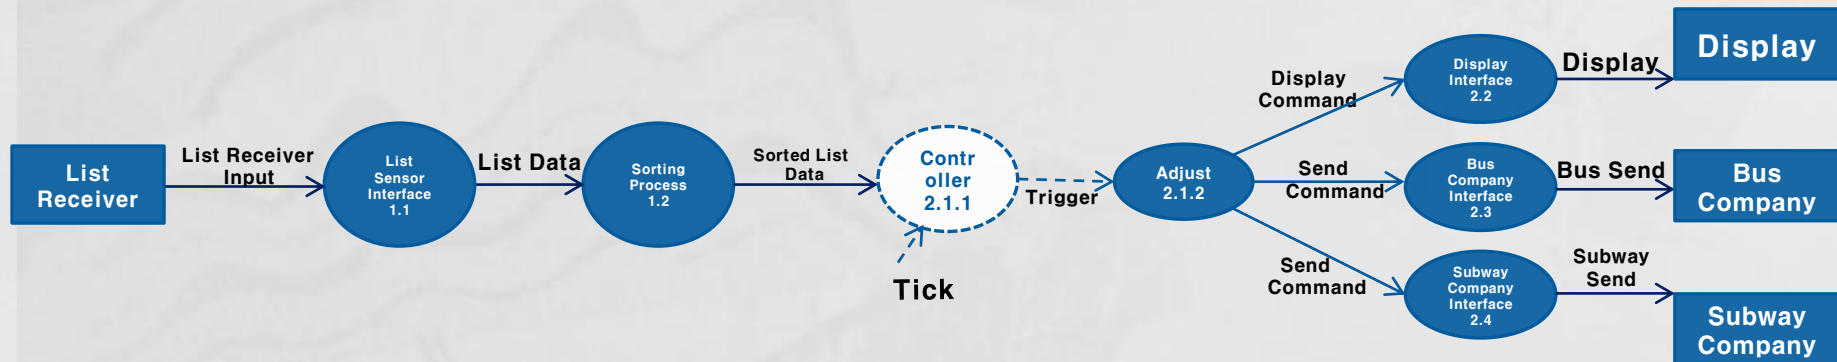 List
Receiver
List Receiver
Input
List
Sensor
Interface
1.1
List Data
Sorting
Process
1.2
Sorted List
Data
Contr
oller
2.1.1
Tick
Trigger
Adjust
2.1.2
Display
Command
Display
Interface
2.2
Display
Display
Send
Command
Bus
Company
Interface
2.3
Bus Send
Bus
Company
Send
Command
Subway
Company
Interface
2.4
Subway
Send
Subway
Company